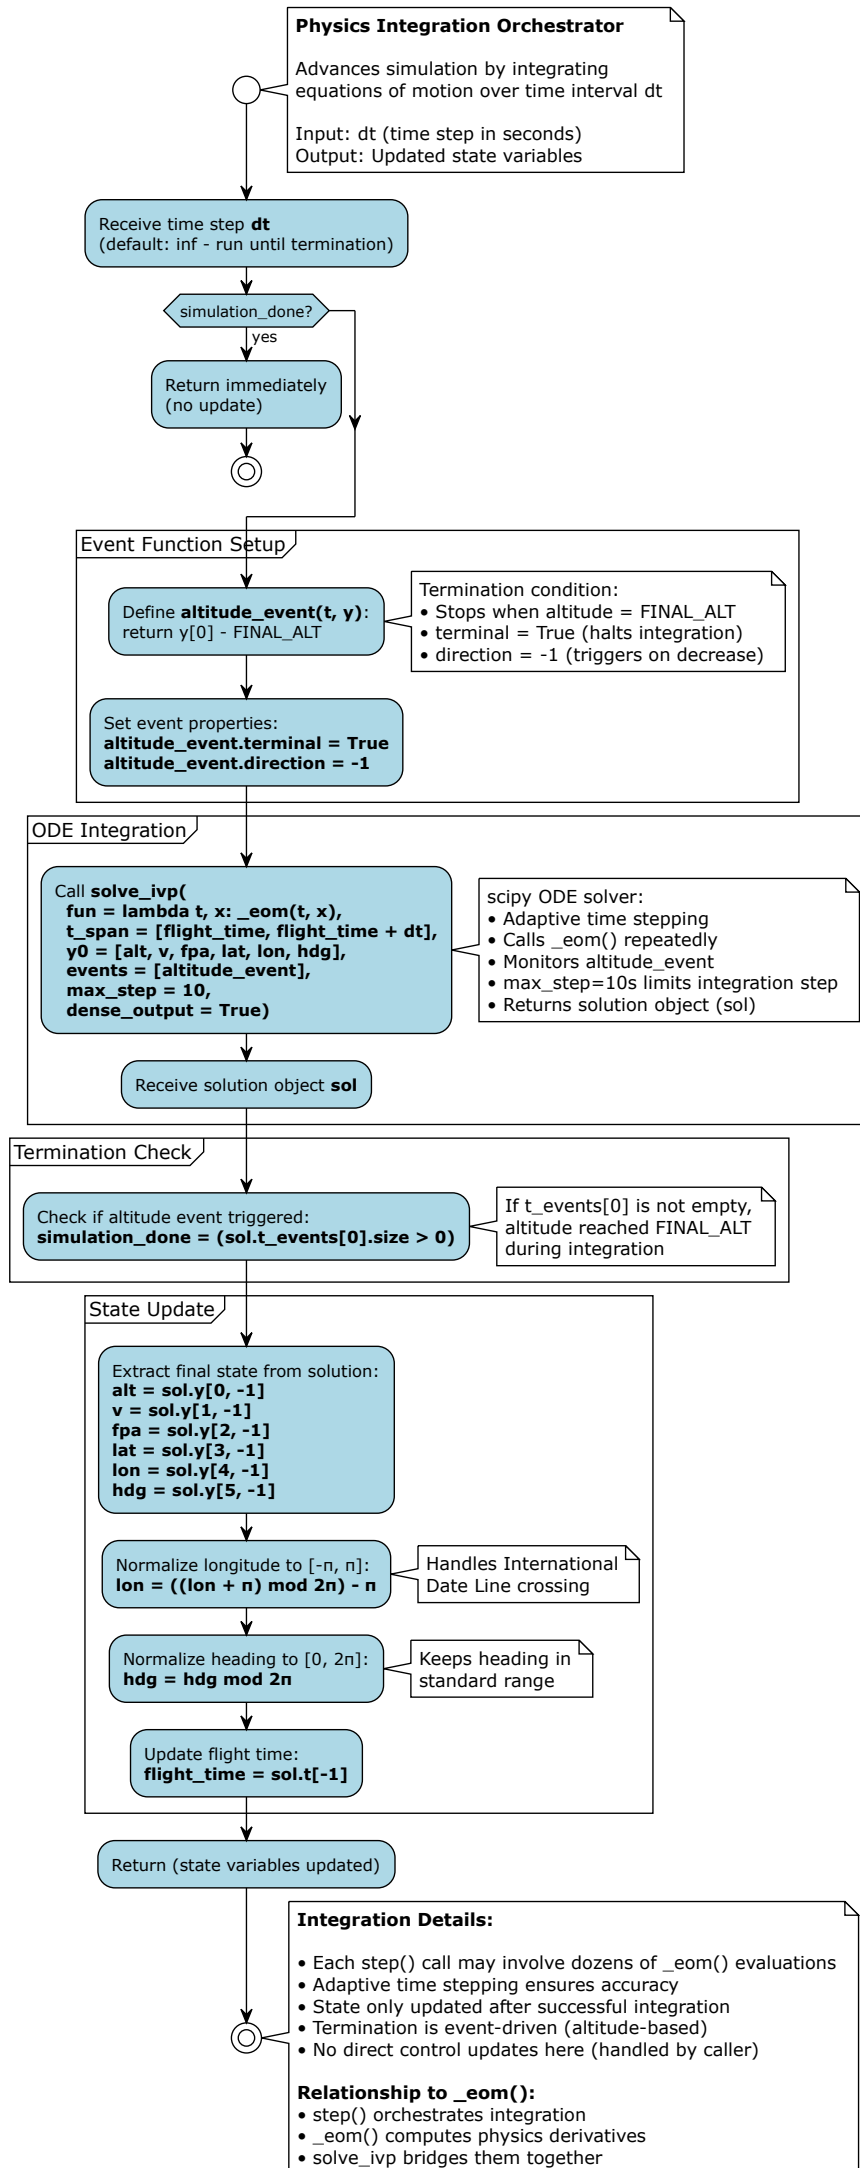 Physics Integration Orchestrator
Advances simulation by integrating
equations of motion over time interval dt
Input: dt (time step in seconds)
Output: Updated state variables
Receive time step dt
(default: inf - run until termination)
simulation_done?
yes
Return immediately
(no update)
Event Function Setup
Define altitude_event(t, y):
return y[0] - FINAL_ALT
Termination condition:
• Stops when altitude = FINAL_ALT
• terminal = True (halts integration)
• direction = -1 (triggers on decrease)
Set event properties:
altitude_event.terminal = True
altitude_event.direction = -1
ODE Integration
Call solve_ivp(
fun = lambda t, x: _eom(t, x),
t_span = [flight_time, flight_time + dt],
y0 = [alt, v, fpa, lat, lon, hdg],
events = [altitude_event],
max_step = 10,
dense_output = True)
scipy ODE solver:
• Adaptive time stepping
• Calls _eom() repeatedly
• Monitors altitude_event
• max_step=10s limits integration step
• Returns solution object (sol)
Receive solution object sol
Termination Check
Check if altitude event triggered:
simulation_done = (sol.t_events[0].size > 0)
If t_events[0] is not empty,
altitude reached FINAL_ALT
during integration
State Update
Extract final state from solution:
alt = sol.y[0, -1]
v = sol.y[1, -1]
fpa = sol.y[2, -1]
lat = sol.y[3, -1]
lon = sol.y[4, -1]
hdg = sol.y[5, -1]
Normalize longitude to [-π, π]:
lon = ((lon + π) mod 2π) - π
Handles International
Date Line crossing
Normalize heading to [0, 2π]:
hdg = hdg mod 2π
Keeps heading in
standard range
Update flight time:
flight_time = sol.t[-1]
Return (state variables updated)
Integration Details:
• Each step() call may involve dozens of _eom() evaluations
• Adaptive time stepping ensures accuracy
• State only updated after successful integration
• Termination is event-driven (altitude-based)
• No direct control updates here (handled by caller)
Relationship to _eom():
• step() orchestrates integration
• _eom() computes physics derivatives
• solve_ivp bridges them together